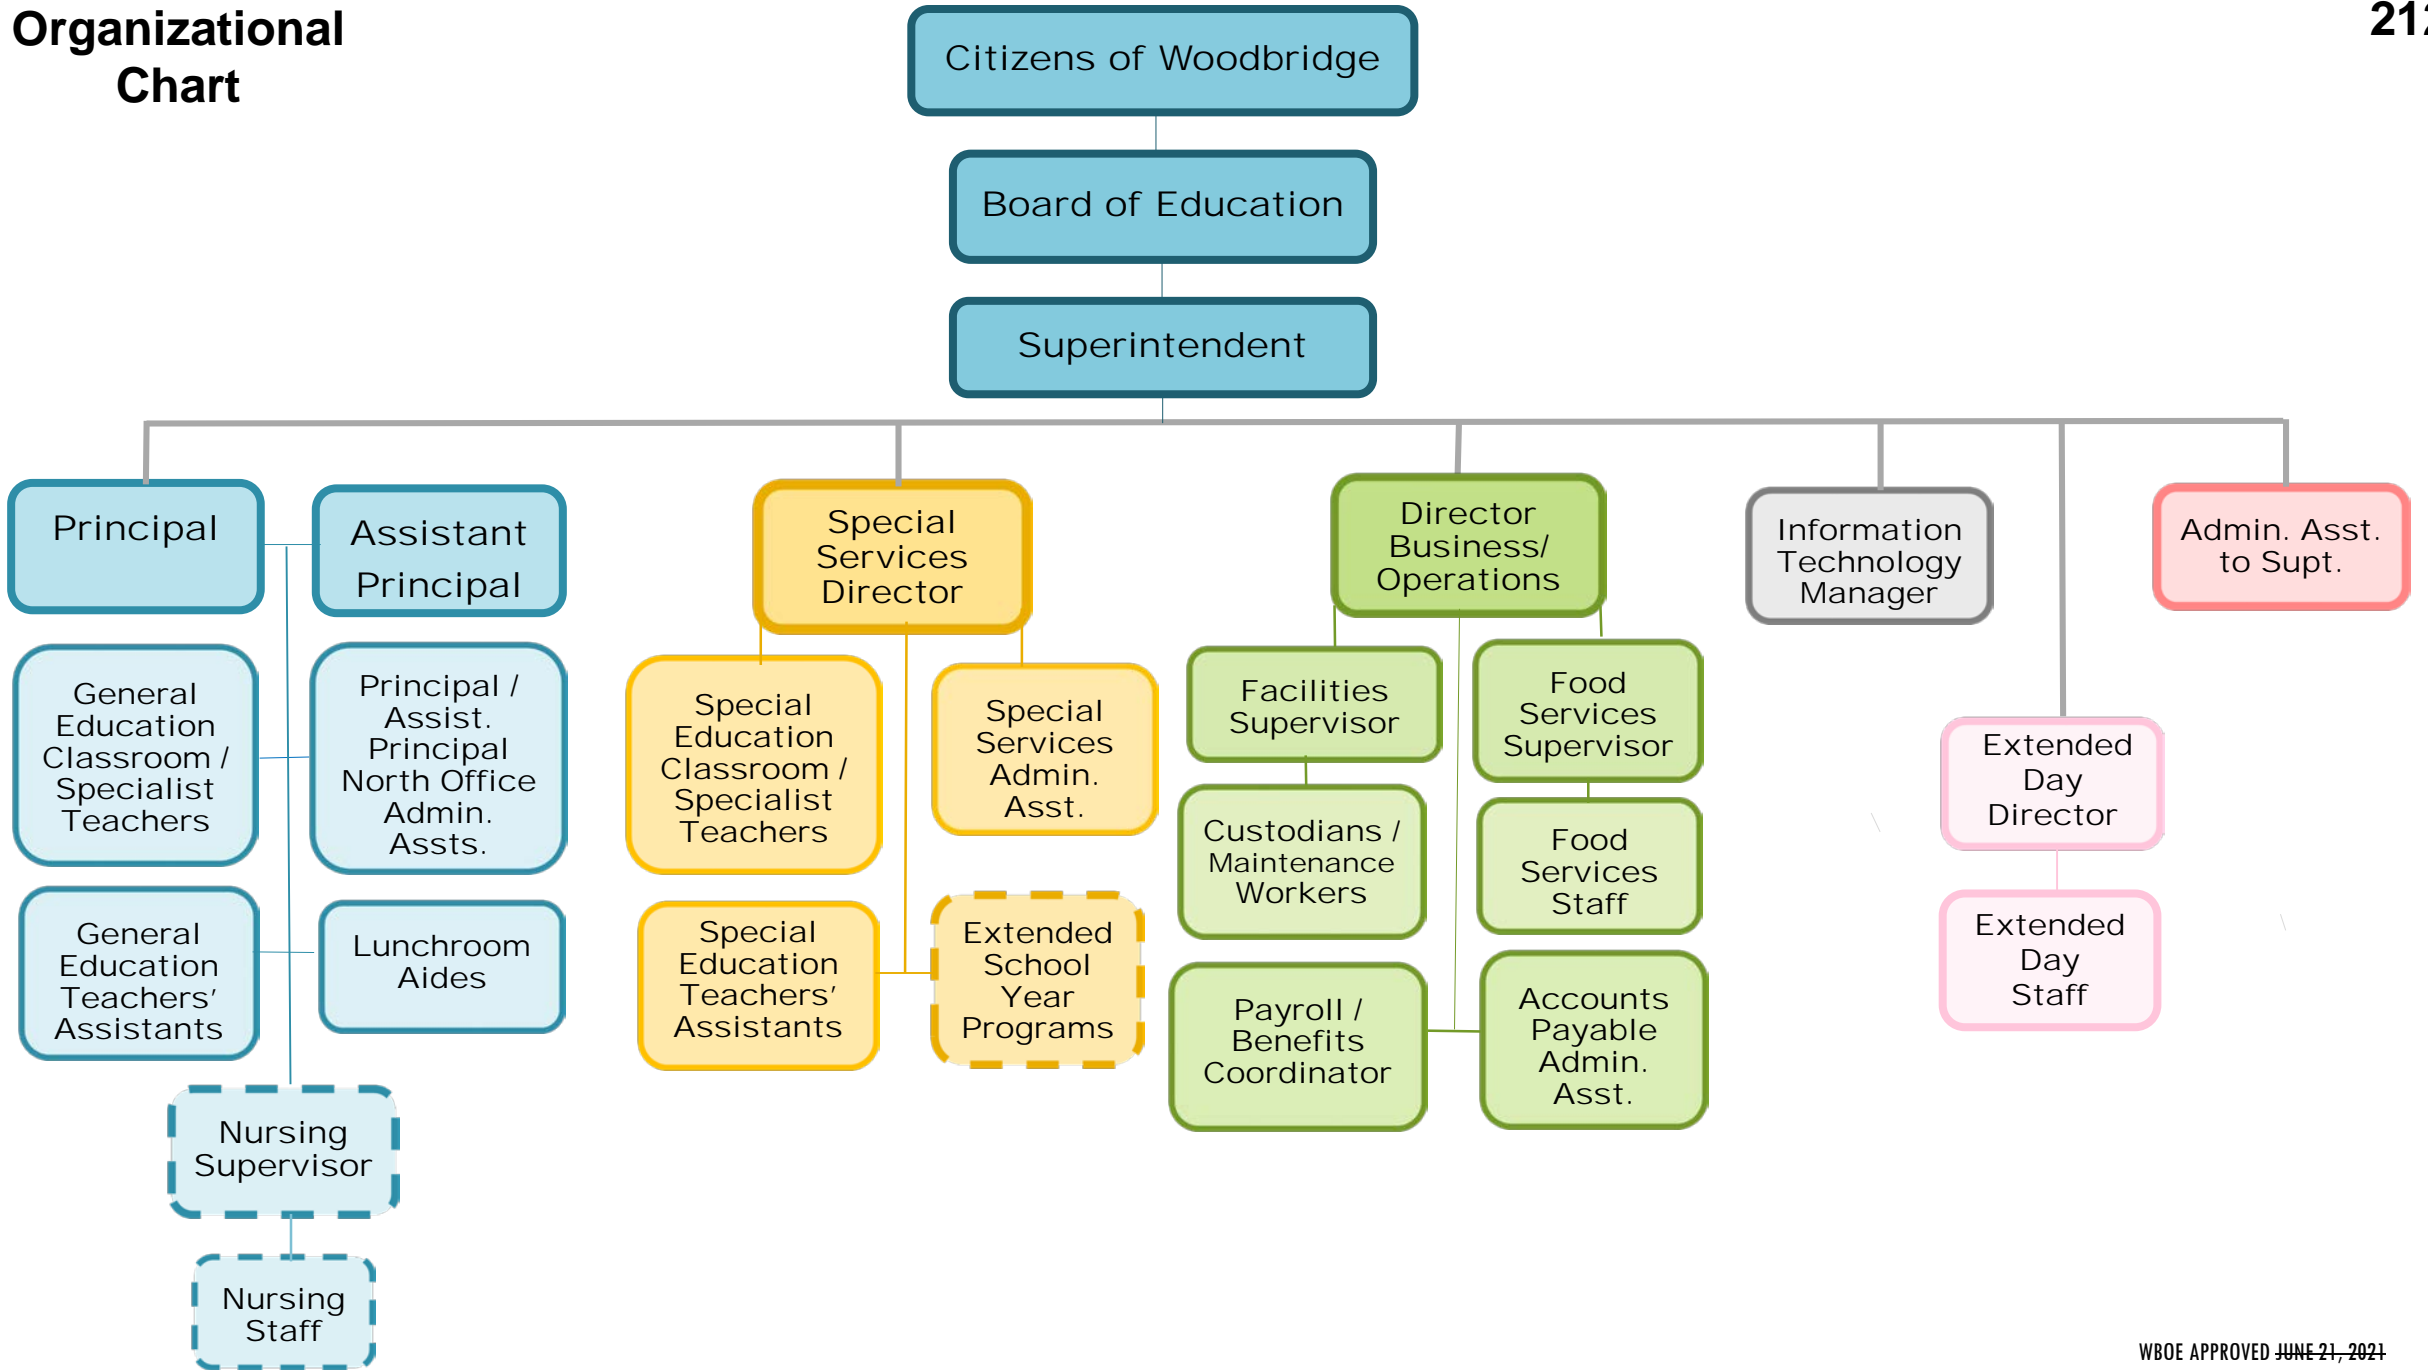 Organizational
Chart
212
Citizens of Woodbridge
Board of Education
Superintendent
Principal
Assistant
Principal
General
Education
Classroom /
Specialist
Teachers
Principal /
Assist.
Principal
North Office
Admin.
Assts.
General
Education
Teachers'
Assistants
Lunchroom
Aides
Nursing
Supervisor
Nursing
Staff
Special
Services
Director
Special
Education
Classroom /
Specialist
Teachers
Special
Services
Admin.
Asst.
Special
Education
Teachers'
Assistants
Extended
School
Year
Programs
Director
Business/
Operations
Facilities
Supervisor
Food
Services
Supervisor
Custodians /
Maintenance
Workers
Food
Services
Staff
Payroll /
Benefits
Coordinator
Accounts
Payable
Admin.
Asst.
Information
Technology
Manager
Extended
Day
Director
Extended
Day
Staff
Admin. Asst.
to Supt.
WBOE APPROVED JUNE 21, 2021